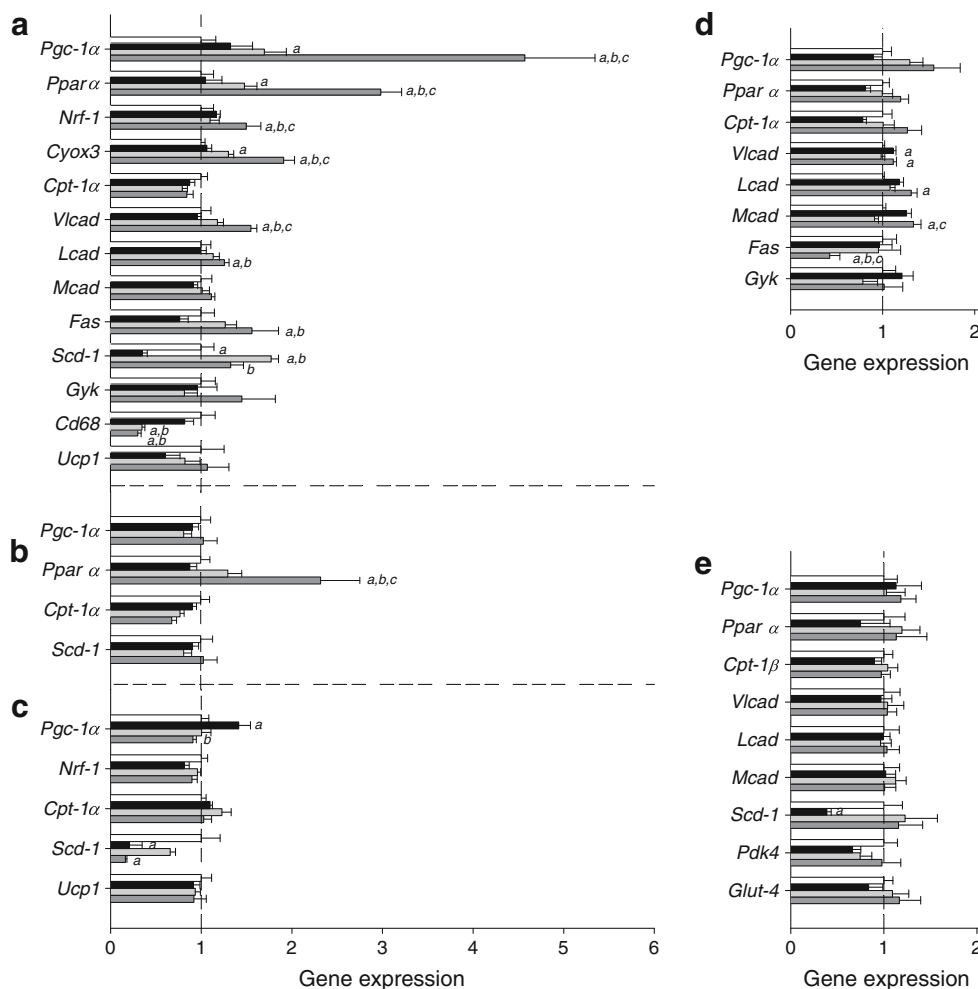 a
Pgc-1α
a
a,b,c
Ppar α
a
a,b,c
Nrf-1
a,b,c
Cyox3
a
a,b,c
Cpt-1α
Vlcad
a,b,c
Lcad
a,b
Mcad
Fas
a,b
Scd-1
a
a,b
b
Gyk
Cd68
a,b
a,b
Ucp1
b
Pgc-1α
Ppar α
a,b,c
Cpt-1α
Scd-1
c
Pgc-1α
a
b
Nrf-1
Cpt-1α
Scd-1
a
a
Ucp1
0 1 2 3 4 5 6
Gene expression
d
Pgc-1α
Ppar α
Cpt-1α
Vlcad
a
a
Lcad
a
Mcad
a,c
Fas
a,b,c
Gyk
0 1 2
Gene expression
e
Pgc-1α
Ppar α
Cpt-1β
Vlcad
Lcad
Mcad
Scd-1
a
Pdk4
Glut-4
0 1 2
Gene expression